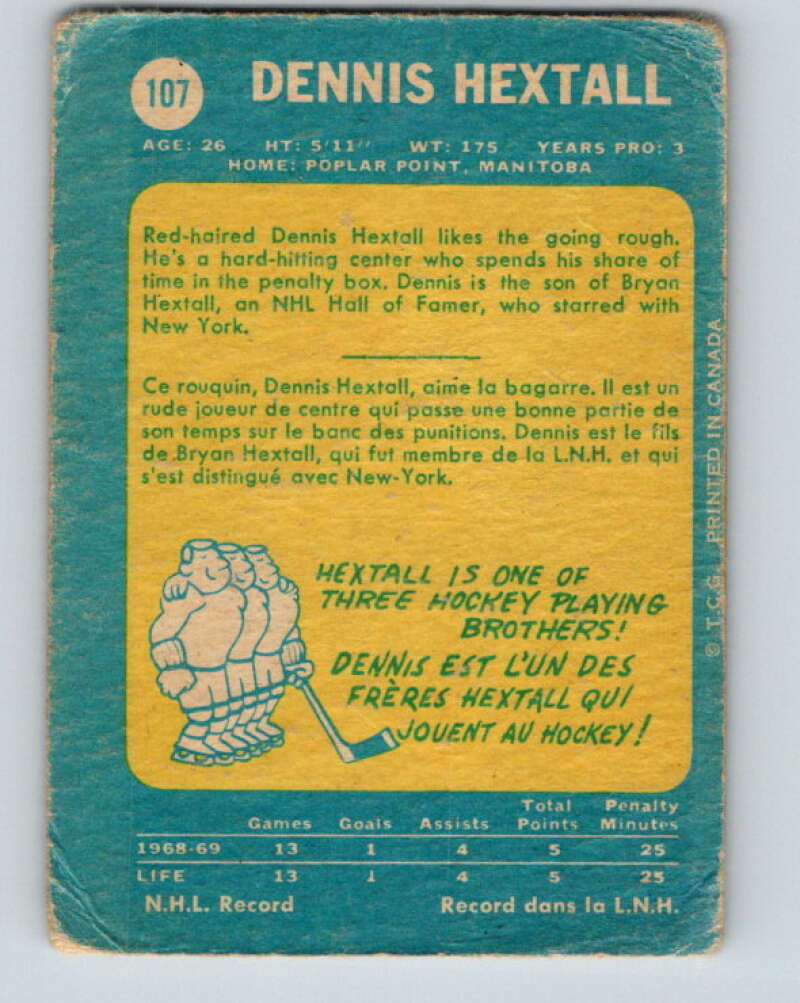 107
DENNIS HEXTALL
AGE: 26 HT: 5'11" WT: 175 YEARS PRO: 3
HOME: POPLAR POINT, MANITOBA
Red-haired Dennis Hextall likes the going rough.
He's a hard-hitting center who spends his share of
time in the penalty box. Dennis is the son of Bryan
Hextall, an NHL Hall of Famer, who starred with
New York.
Ce rouquin, Dennis Hextall, aime la bagarre. Il est un
rude joueur de centre qui passe une bonne partie de
son temps sur le banc des punitions. Dennis est le fils
de Bryan Hextall, qui fut membre de la L.N.H. et qui
s'est distingué avec New-York.
HEXTALL IS ONE OF
THREE HOCKEY PLAYING
BROTHERS!
DENNIS EST L'UN DES
FRÈRES HEXTALL QUI
JOUENT AU HOCKEY!
© T.C.G. PRINTED IN CANADA
Total Penalty
Games Goals Assists Points Minutes
1968-69 13 1 4 5 25
LIFE 13 1 4 5 25
N.H.L. Record Record dans la L.N.H.